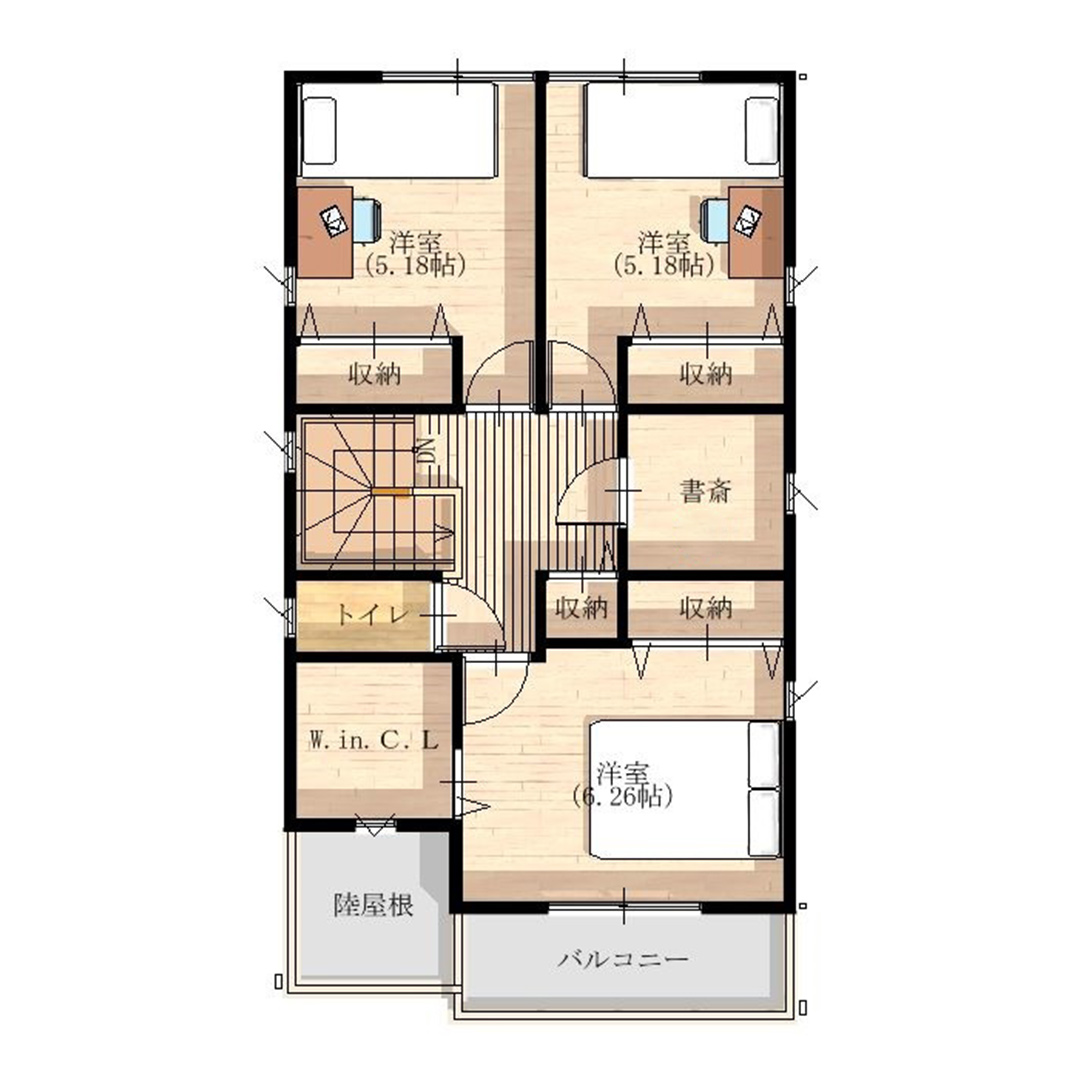 洋室
(5.18帖)
洋室
(5.18帖)
収納
収納
DN
書斎
トイレ
収納
収納
W.in.C.L
洋室
(6.26帖)
陸屋根
バルコニー